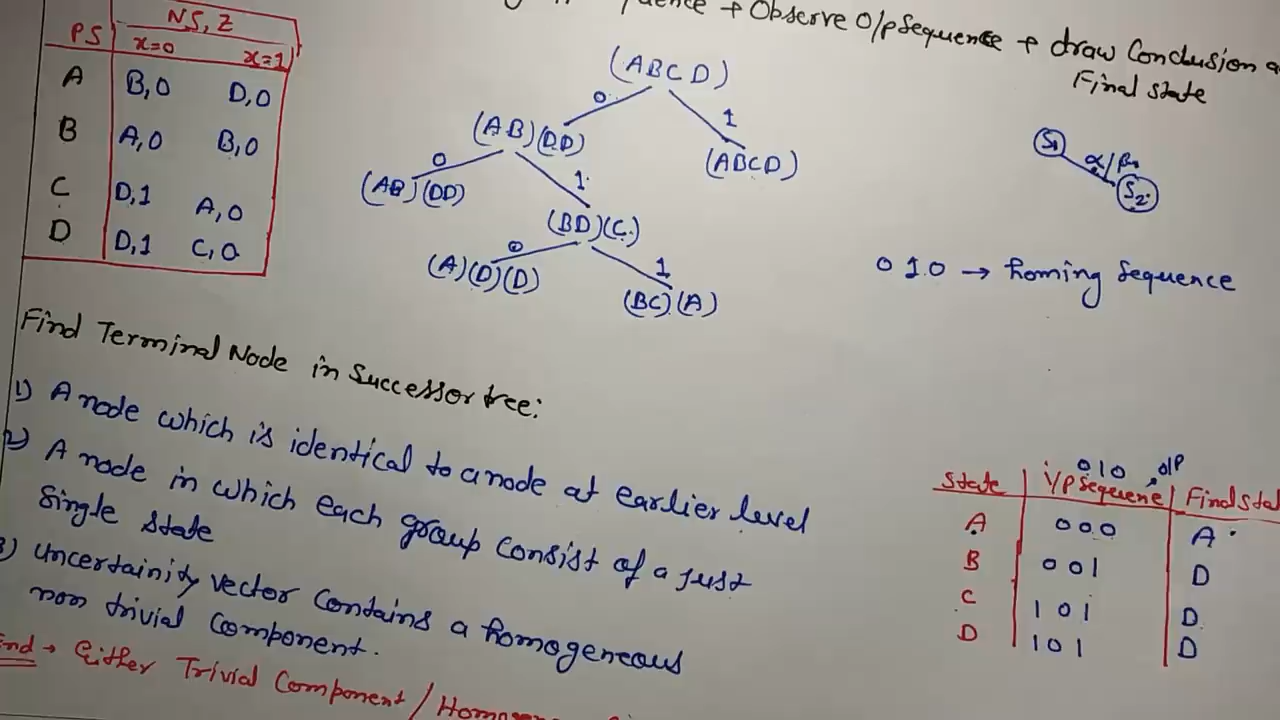 + Observe O/p Sequence + draw Conclusion
Final state
NS, Z
PS x=0 x=1
A B,0 D,0
B A,0 B,0
C D,1 A,0
D D,1 C,0
(ABCD)
0 1
(AB)(DD) (ABCD)
0 1
(AB)(DD) (BD)(C)
0 1
(A)(D)(D) (BC)(A)
S1 α/β S2
0 1 0 → homing sequence
Find Terminal Node in Successor tree:
1) A node which is identical to a node at earlier level
2) A node in which each group consist of a just
Single state
3) Uncertainity vector contains a homogeneous
non trivial component.
End → Either Trivial Component /
010 O/P
State i/p sequene Final
A 000 A
B 001 D
C 101 D
D 101 D